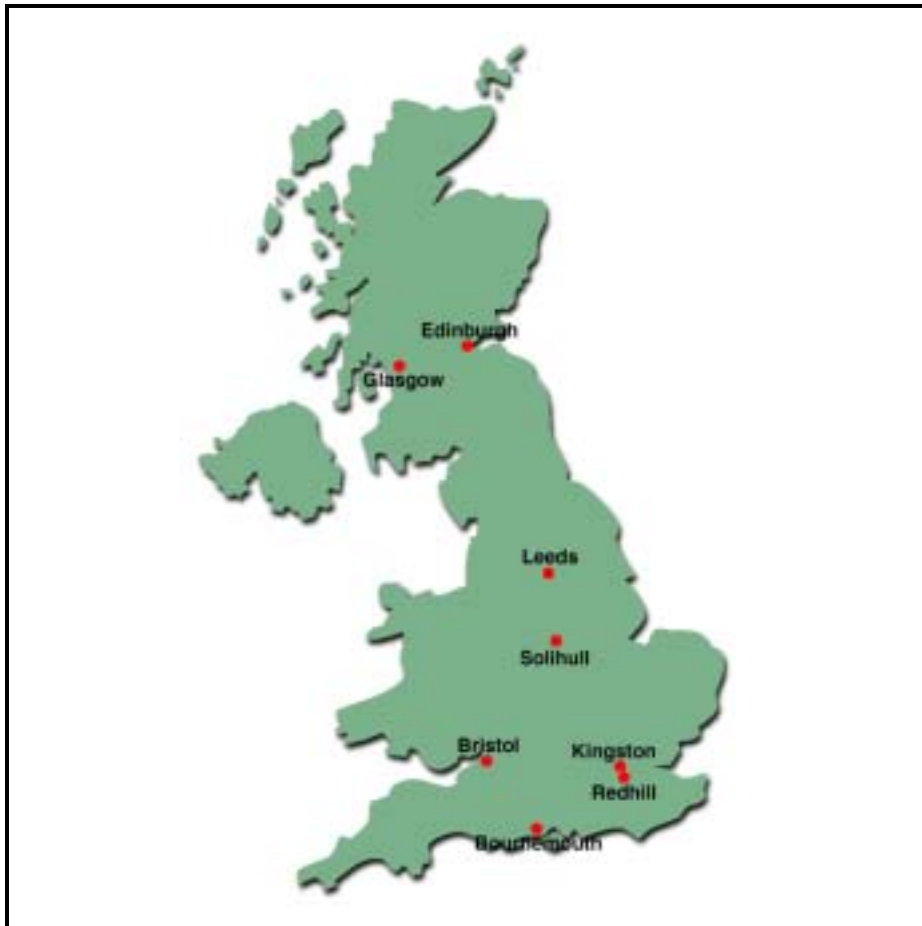 Edinburgh
Glasgow
Leeds
Solihull
Bristol
Kingston
Redhill
Bournemouth